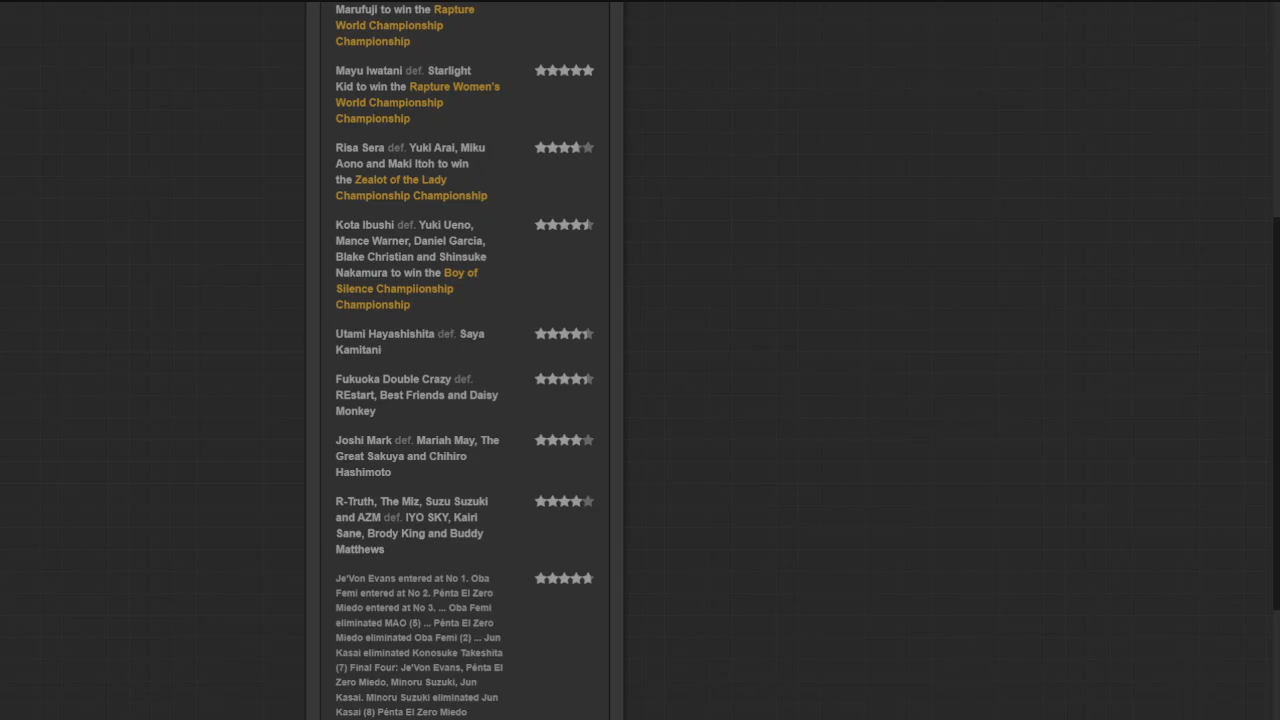 Marufuji to win the Rapture
World Championship
Championship
Mayu Iwatani def. Starlight
Kid to win the Rapture Women's
World Championship
Championship
Risa Sera def. Yuki Arai, Miku
Aono and Maki Itoh to win
the Zealot of the Lady
Championship Championship
Kota Ibushi def. Yuki Ueno,
Mance Warner, Daniel Garcia,
Blake Christian and Shinsuke
Nakamura to win the Boy of
Silence Champiionship
Championship
Utami Hayashishita def. Saya
Kamitani
Fukuoka Double Crazy def.
REstart, Best Friends and Daisy
Monkey
Joshi Mark def. Mariah May, The
Great Sakuya and Chihiro
Hashimoto
R-Truth, The Miz, Suzu Suzuki
and AZM def. IYO SKY, Kairi
Sane, Brody King and Buddy
Matthews
Je'Von Evans entered at No 1. Oba
Femi entered at No 2. Pénta El Zero
Miedo entered at No 3. ... Oba Femi
eliminated MAO (5) ... Pénta El Zero
Miedo eliminated Oba Femi (2) ... Jun
Kasai eliminated Konosuke Takeshita
(7) Final Four: Je'Von Evans, Pénta El
Zero Miedo, Minoru Suzuki, Jun
Kasai. Minoru Suzuki eliminated Jun
Kasai (8) Pénta El Zero Miedo